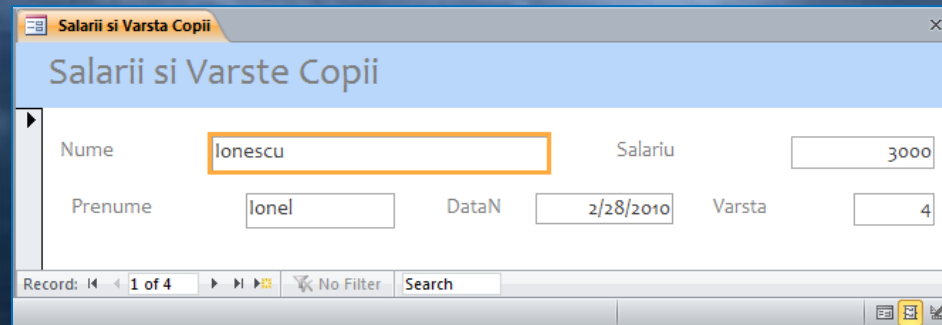 Salarii si Varsta Copii
Salarii si Varste Copii
Nume Ionescu Salariu 3000
Prenume Ionel DataN 2/28/2010 Varsta 4
Record: 1 of 4 No Filter Search